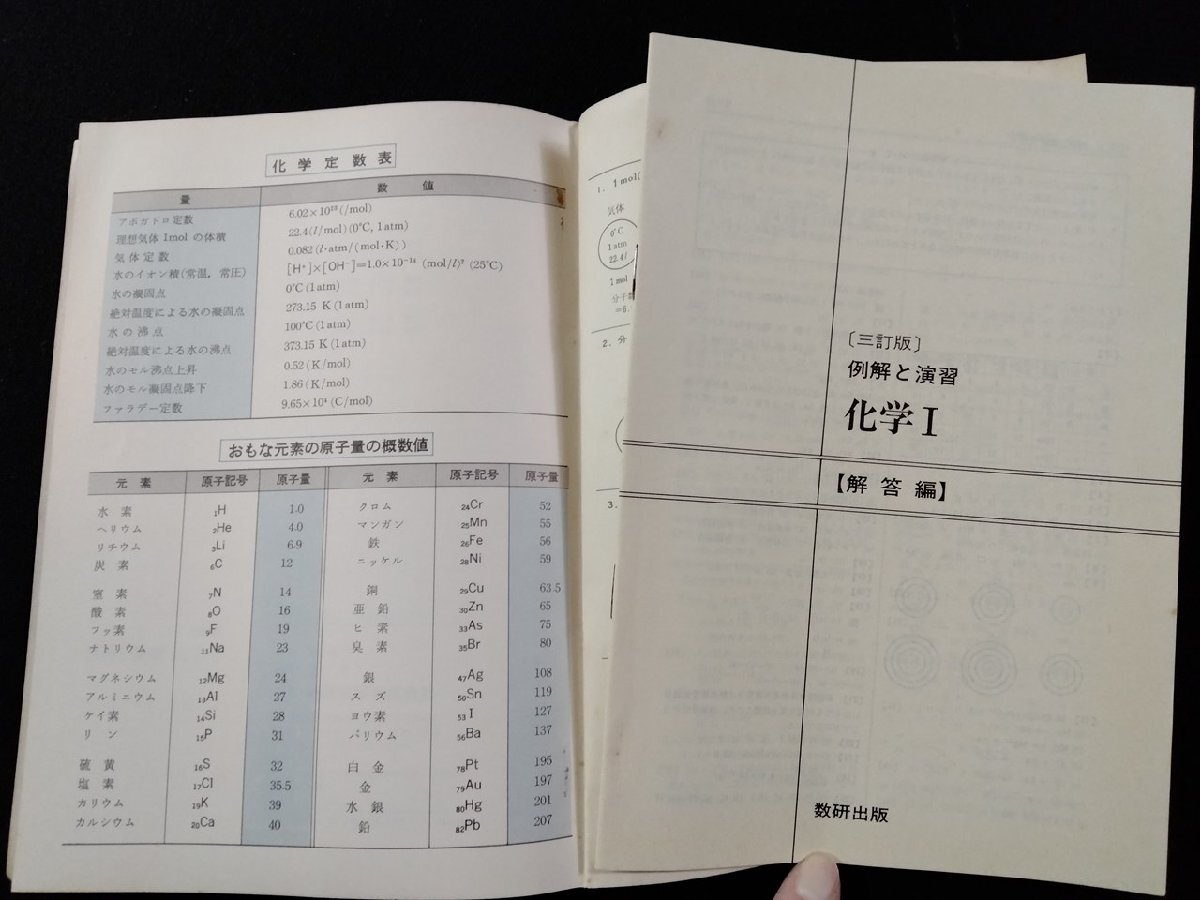 化学定数表
量 数値
アボガドロ定数 6.02×10²³(/mol)
理想気体1molの体積 22.4(l/mol)(0°C, 1atm)
気体定数 0.082(l·atm/(mol·K))
水のイオン積(常温, 常圧) [H⁺]×[OH⁻]=1.0×10⁻¹⁴ (mol/l)² (25°C)
水の凝固点 0°C(1atm)
絶対温度による水の凝固点 273.15 K(1atm)
水の沸点 100°C(1atm)
絶対温度による水の沸点 373.15 K(1atm)
水のモル沸点上昇 0.52(K/mol)
水のモル凝固点降下 1.86(K/mol)
ファラデー定数 9.65×10⁴(C/mol)
おもな元素の原子量の概数値
元素 原子記号 原子量 元素 原子記号 原子量
水素 ₁H 1.0 クロム ₂₄Cr 52
ヘリウム ₂He 4.0 マンガン ₂₅Mn 55
リチウム ₃Li 6.9 鉄 ₂₆Fe 56
炭素 ₆C 12 ニッケル ₂₈Ni 59
窒素 ₇N 14 銅 ₂₉Cu 63.5
酸素 ₈O 16 亜鉛 ₃₀Zn 65
フッ素 ₉F 19 ヒ素 ₃₃As 75
ナトリウム ₁₁Na 23 臭素 ₃₅Br 80
マグネシウム ₁₂Mg 24 銀 ₄₇Ag 108
アルミニウム ₁₃Al 27 スズ ₅₀Sn 119
ケイ素 ₁₄Si 28 ヨウ素 ₅₃I 127
リン ₁₅P 31 バリウム ₅₆Ba 137
硫黄 ₁₆S 32 白金 ₇₈Pt 195
塩素 ₁₇Cl 35.5 金 ₇₉Au 197
カリウム ₁₉K 39 水銀 ₈₀Hg 201
カルシウム ₂₀Ca 40 鉛 ₈₂Pb 207
1. 1mol
気体
0°C
1atm
22.4l
1mol
分子
=6.
2. 分
3.
〔三訂版〕
例解と演習
化学I
【解答編】
数研出版